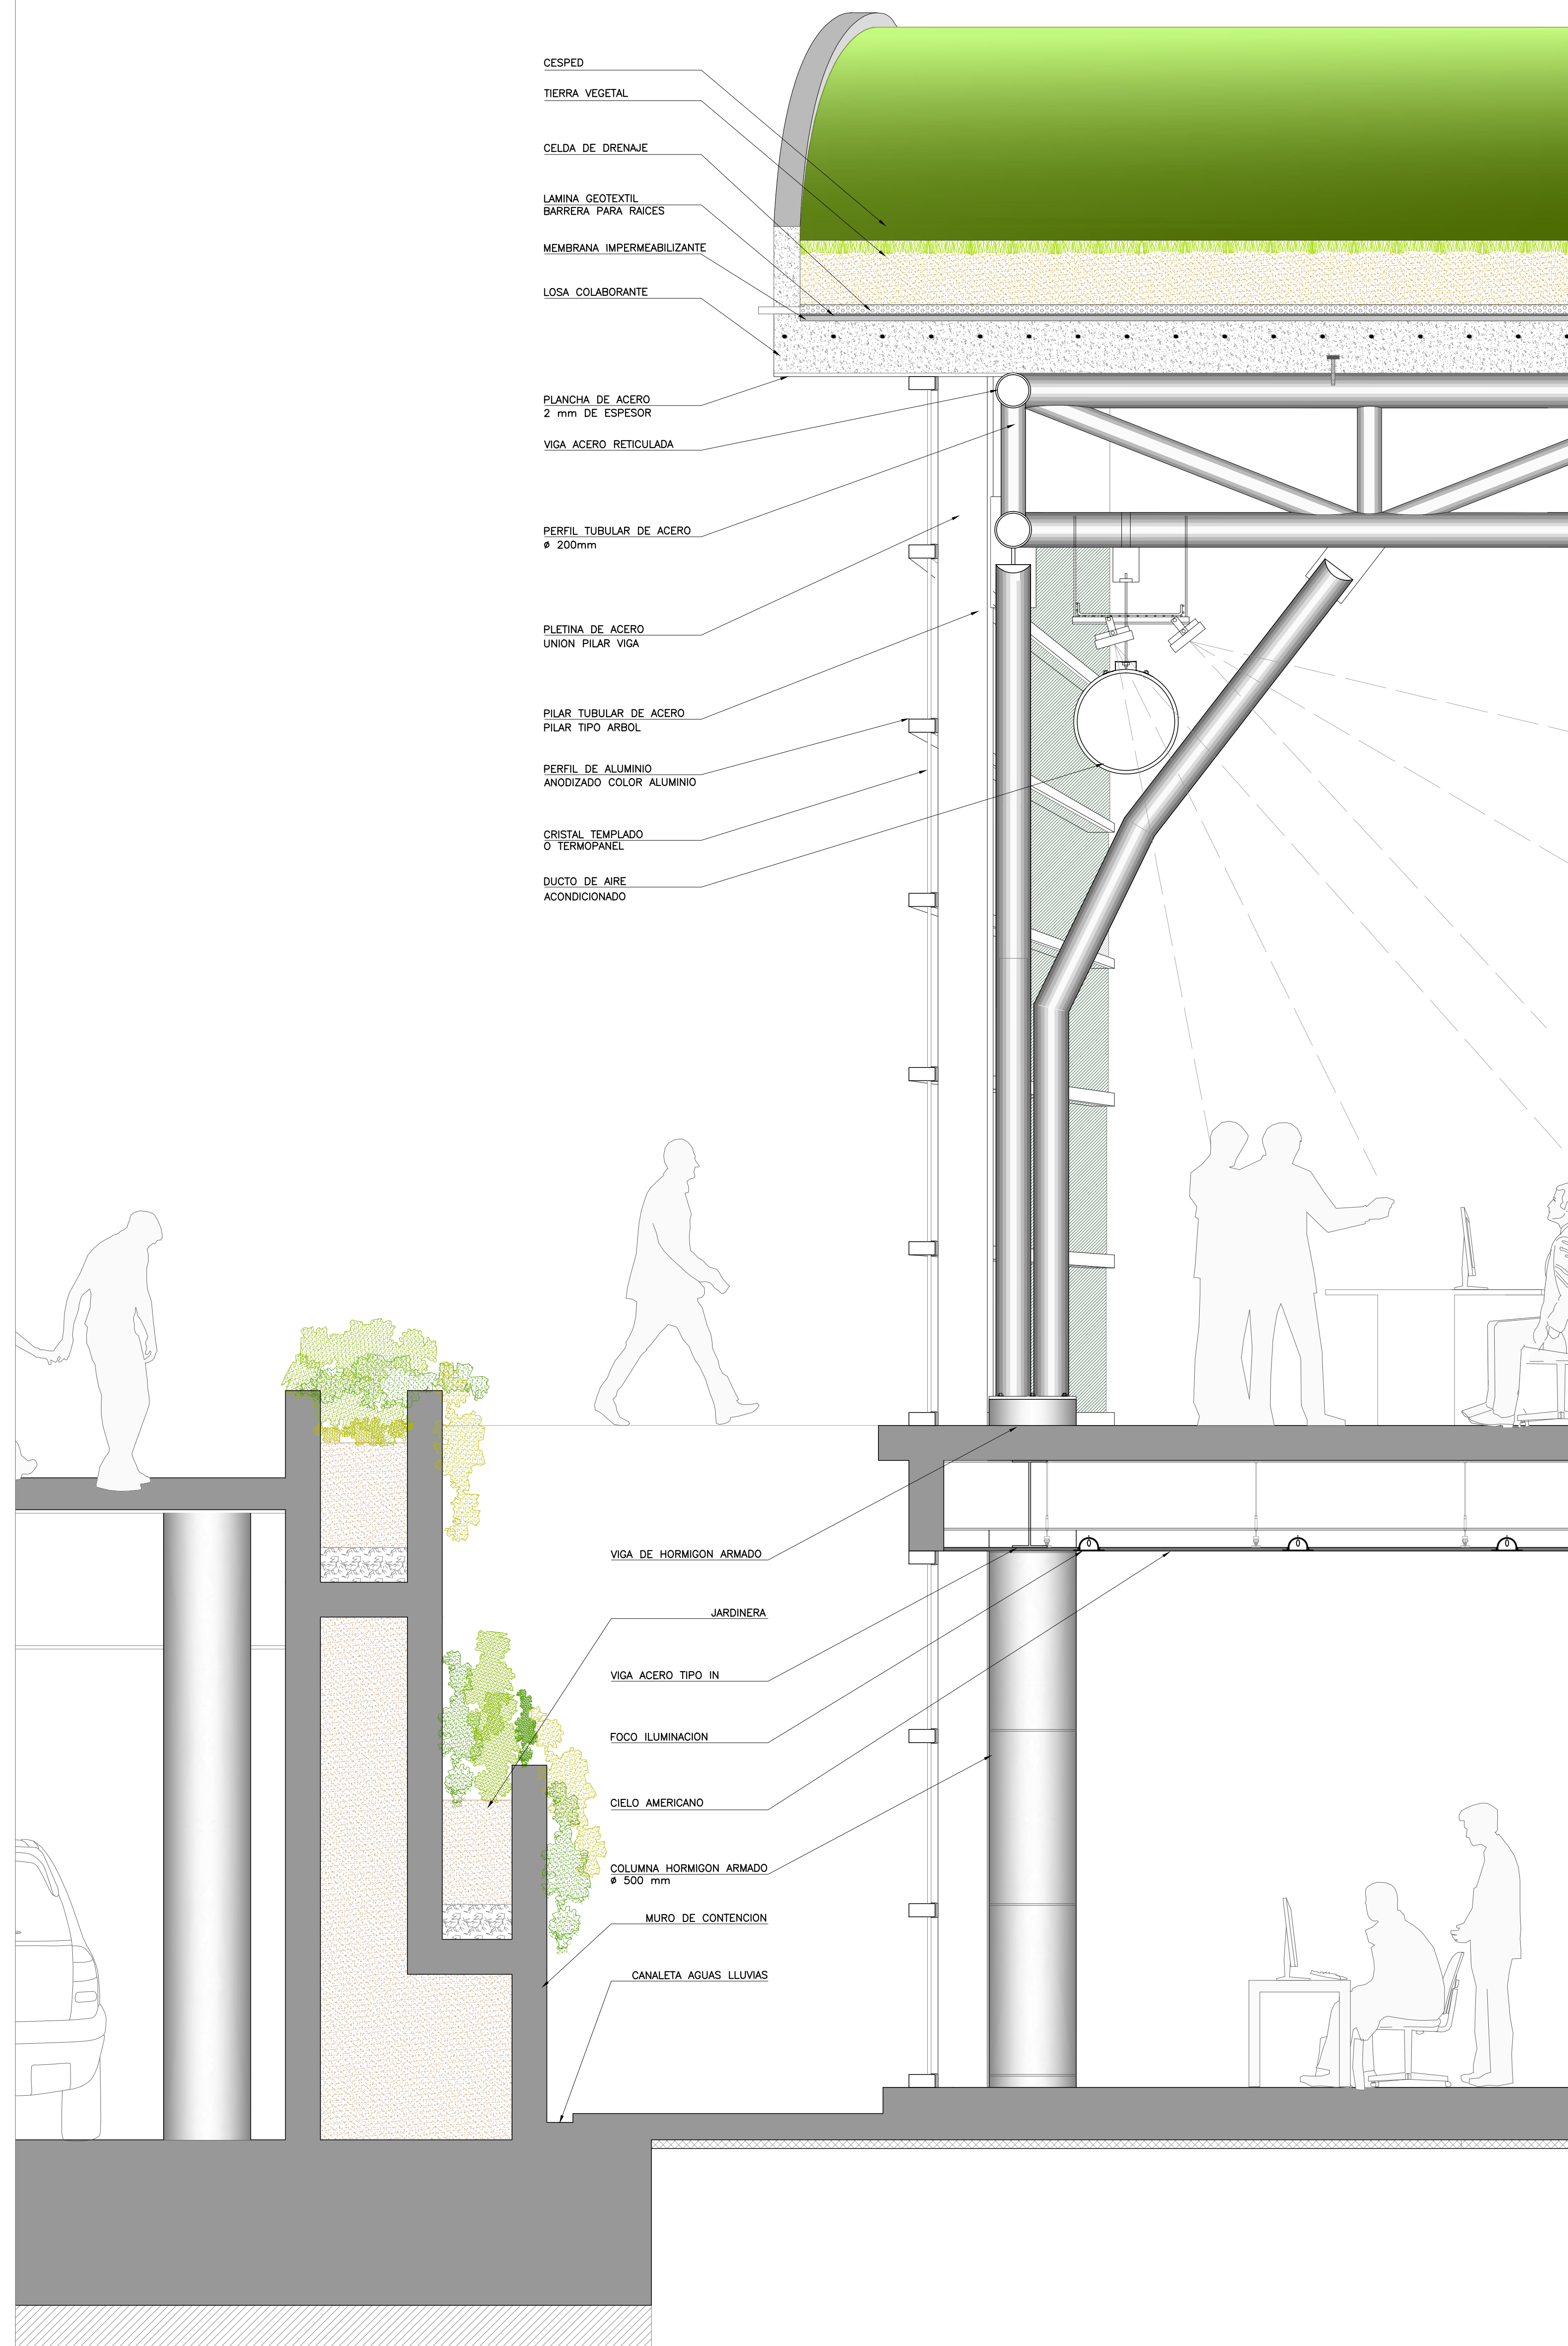 CESPED
TIERRA VEGETAL
CELDA DE DRENAJE
LAMINA GEOTEXTIL
BARRERA PARA RAICES
MEMBRANA IMPERMEABILIZANTE
LOSA COLABORANTE
PLANCHA DE ACERO
2 mm DE ESPESOR
VIGA ACERO RETICULADA
PERFIL TUBULAR DE ACERO
ø 200mm
PLETINA DE ACERO
UNION PILAR VIGA
PILAR TUBULAR DE ACERO
PILAR TIPO ARBOL
PERFIL DE ALUMINIO
ANODIZADO COLOR ALUMINIO
CRISTAL TEMPLADO
O TERMOPANEL
DUCTO DE AIRE
ACONDICIONADO
VIGA DE HORMIGON ARMADO
JARDINERA
VIGA ACERO TIPO IN
FOCO ILUMINACION
CIELO AMERICANO
COLUMNA HORMIGON ARMADO
ø 500 mm
MURO DE CONTENCION
CANALETA AGUAS LLUVIAS